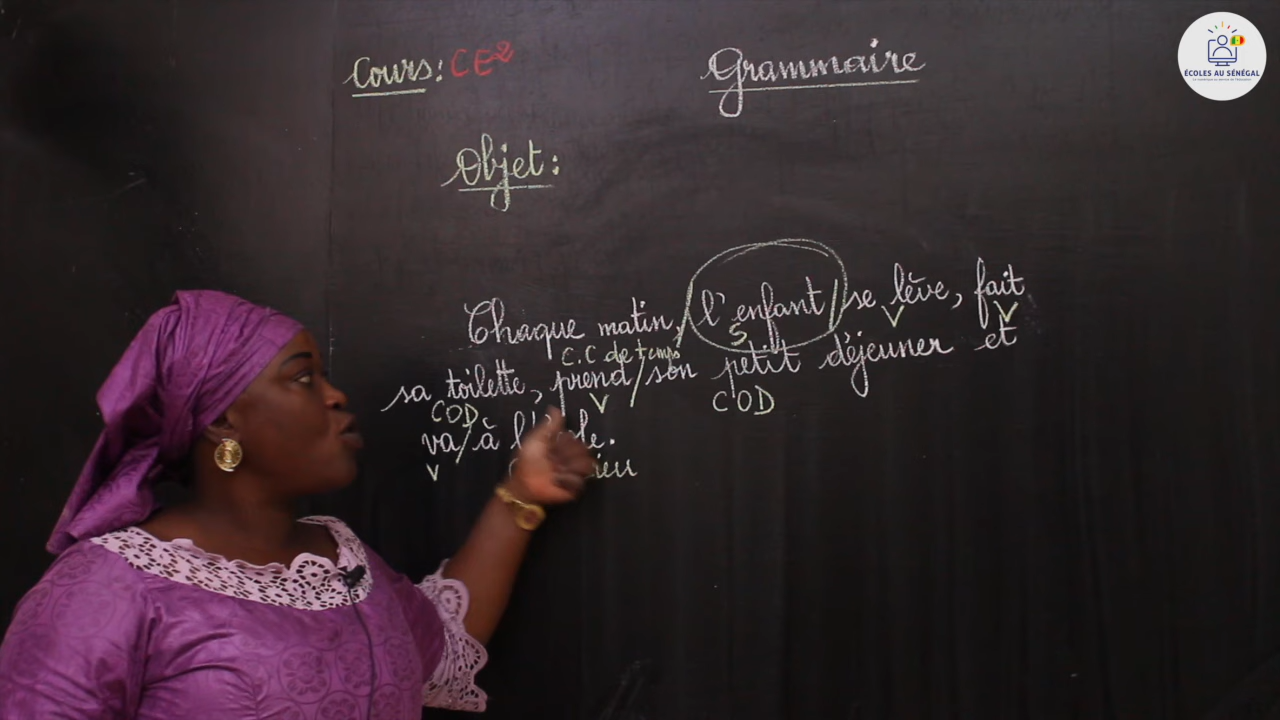 Cours: CE2
Grammaire
Objet:
Chaque matin, / l'enfant / se lève, fait
C.C de temps S V V
sa toilette, prend / son petit déjeuner et
COD V COD
va / à
V
ÉCOLES AU SÉNÉGAL